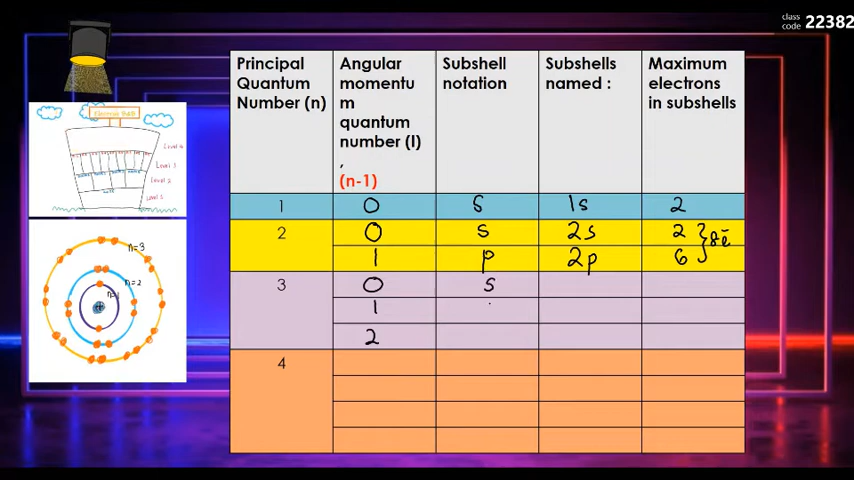 class
code 22382
Principal
Quantum
Number (n)
Angular
momentu
m
quantum
number (l)
,
(n-1)
Subshell
notation
Subshells
named :
Maximum
electrons
in subshells
1 0 s 1s 2
2 0 s 2s 2
1 p 2p 6
8ē
3 0 s
1
2
4
Level 4
Level 3
Level 2
Level 1
n=3
n=2